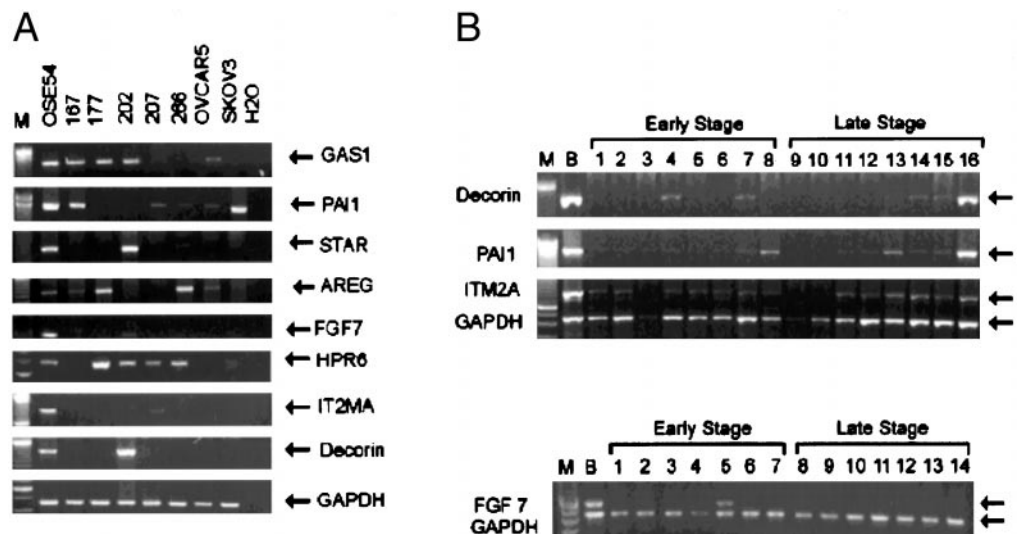 A
M OSE54 167 177 202 207 266 OVCAR5 SKOV3 H2O
GAS1
PAI1
STAR
AREG
FGF7
HPR6
IT2MA
Decorin
GAPDH
B
Early Stage Late Stage
M B 1 2 3 4 5 6 7 8 9 10 11 12 13 14 15 16
Decorin
PAI1
ITM2A
GAPDH
Early Stage Late Stage
M B 1 2 3 4 5 6 7 8 9 10 11 12 13 14
FGF 7
GAPDH